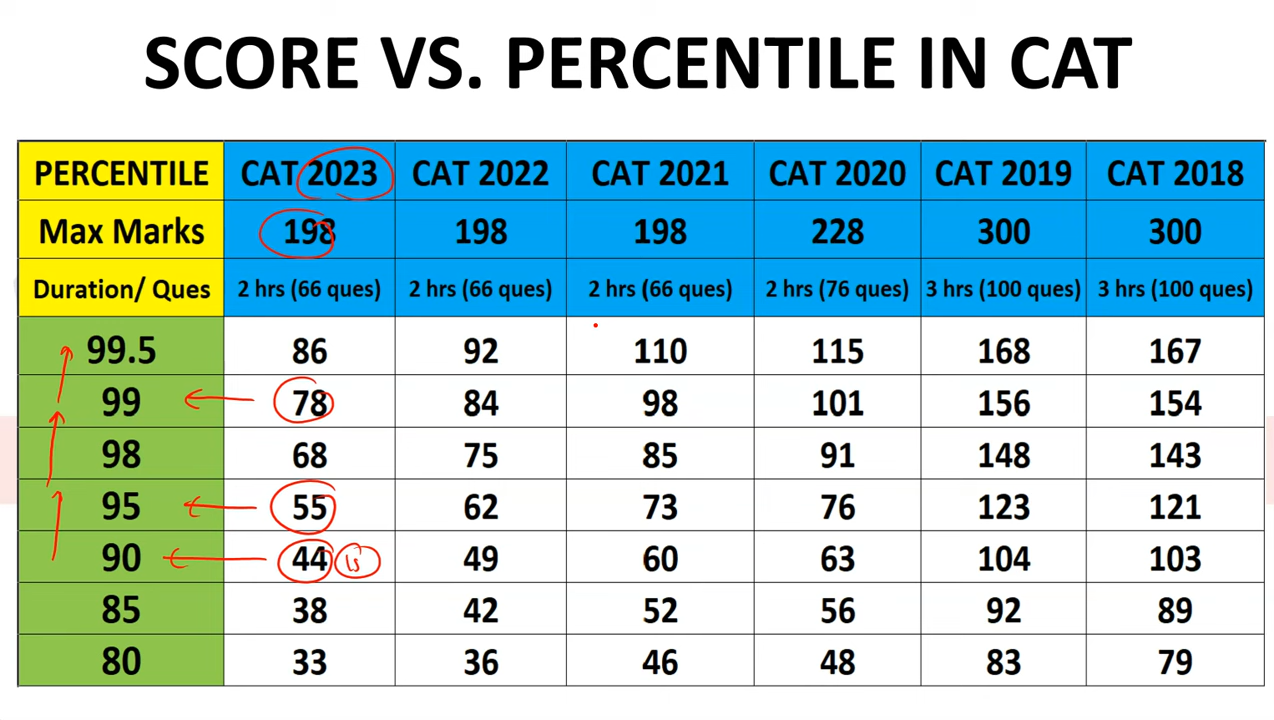 SCORE VS. PERCENTILE IN CAT
PERCENTILE CAT 2023 CAT 2022 CAT 2021 CAT 2020 CAT 2019 CAT 2018
Max Marks 198 198 198 228 300 300
Duration/ Ques 2 hrs (66 ques) 2 hrs (66 ques) 2 hrs (66 ques) 2 hrs (76 ques) 3 hrs (100 ques) 3 hrs (100 ques)
99.5 86 92 110 115 168 167
99 78 84 98 101 156 154
98 68 75 85 91 148 143
95 55 62 73 76 123 121
90 44 49 60 63 104 103
85 38 42 52 56 92 89
80 33 36 46 48 83 79